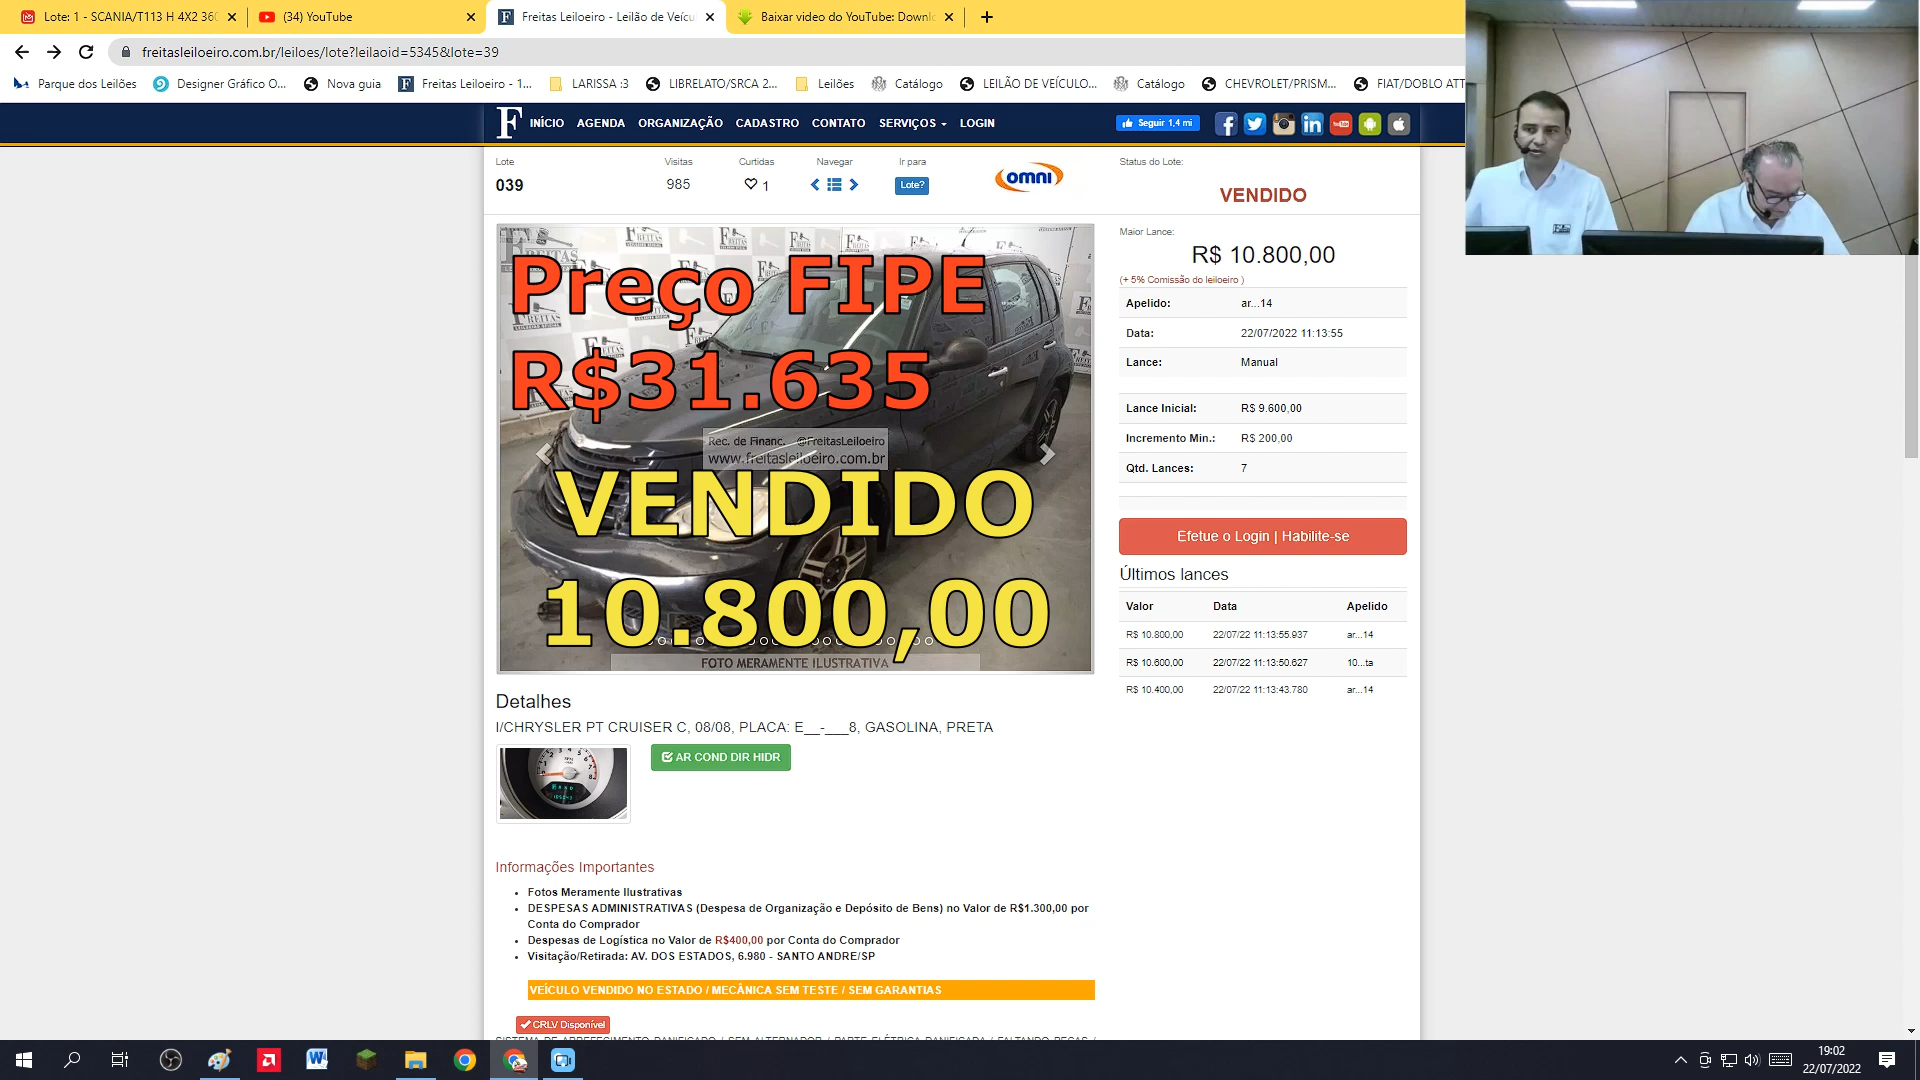 Lote: 1 - SCANIA/T113 H 4X2 360
(34) YouTube
Freitas Leiloeiro - Leilão de Veícu
Baixar video do YouTube: Downl
freitasleiloeiro.com.br/leiloes/lote?leilaoid=5345&lote=39
Parque dos Leilões
Designer Gráfico O...
Nova guia
Freitas Leiloeiro - 1...
LARISSA :3
LIBRELATO/SRCA 2...
Leilões
Catálogo
LEILÃO DE VEÍCULO...
Catálogo
CHEVROLET/PRISM...
FIAT/DOBLO ATT
F INÍCIO AGENDA ORGANIZAÇÃO CADASTRO CONTATO SERVIÇOS LOGIN
Seguir 1,4 mi
Lote
039
Visitas
985
Curtidas
1
Navegar
Ir para
Lote?
OMNI
Status do Lote:
VENDIDO
Preço FIPE
R$31.635
Rec. de Financ. @FreitasLeiloeiro
www.freitasleiloeiro.com.br
VENDIDO
10.800,00
FOTO MERAMENTE ILUSTRATIVA
Maior Lance:
R$ 10.800,00
(+ 5% Comissão do leiloeiro )
Apelido: ar...14
Data: 22/07/2022 11:13:55
Lance: Manual
Lance Inicial: R$ 9.600,00
Incremento Min.: R$ 200,00
Qtd. Lances: 7
Efetue o Login | Habilite-se
Últimos lances
Valor Data Apelido
R$ 10.800,00 22/07/22 11:13:55.937 ar...14
R$ 10.600,00 22/07/22 11:13:50.627 10...ta
R$ 10.400,00 22/07/22 11:13:43.780 ar...14
Detalhes
I/CHRYSLER PT CRUISER C, 08/08, PLACA: E__-___8, GASOLINA, PRETA
AR COND DIR HIDR
Informações Importantes
Fotos Meramente Ilustrativas
DESPESAS ADMINISTRATIVAS (Despesa de Organização e Depósito de Bens) no Valor de R$1.300,00 por
Conta do Comprador
Despesas de Logística no Valor de R$400,00 por Conta do Comprador
Visitação/Retirada: AV. DOS ESTADOS, 6.980 - SANTO ANDRE/SP
VEÍCULO VENDIDO NO ESTADO / MECÂNICA SEM TESTE / SEM GARANTIAS
CRLV Disponível
SISTEMA DE ARREFECIMENTO DANIFICADO / SEM ALTERNADOR / PARTE ELÉTRICA DANIFICADA / FALTANDO PEÇAS /
19:02
22/07/2022